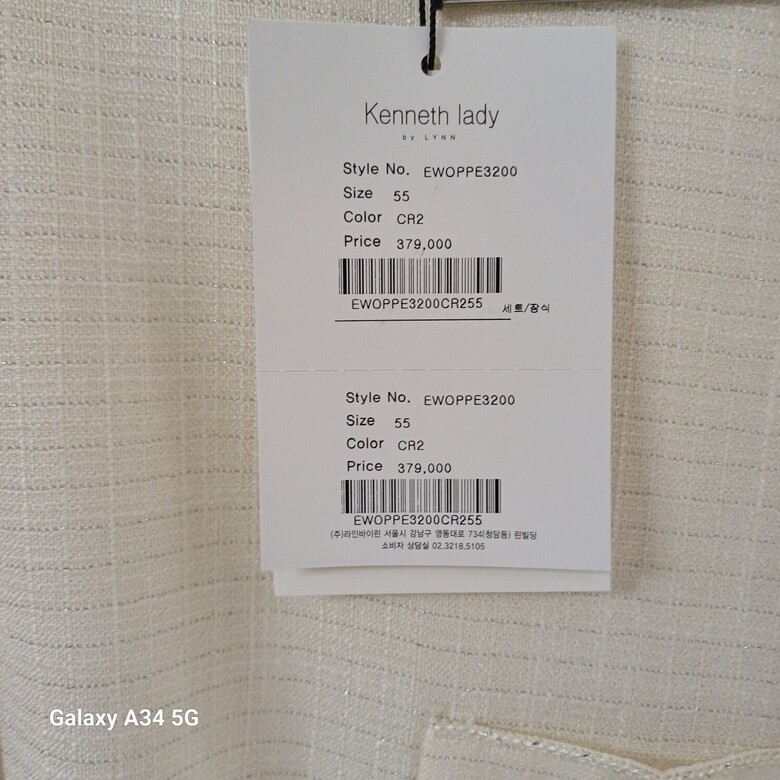 Kenneth lady
by LYNN
Style No. EWOPPE3200
Size 55
Color CR2
Price 379,000
EWOPPE3200CR255 세트/장식
Style No. EWOPPE3200
Size 55
Color CR2
Price 379,000
EWOPPE3200CR255
(주)라인바이린 서울시 강남구 영동대로 734(청담동) 린빌딩
소비자 상담실 02.3218.5105
Galaxy A34 5G